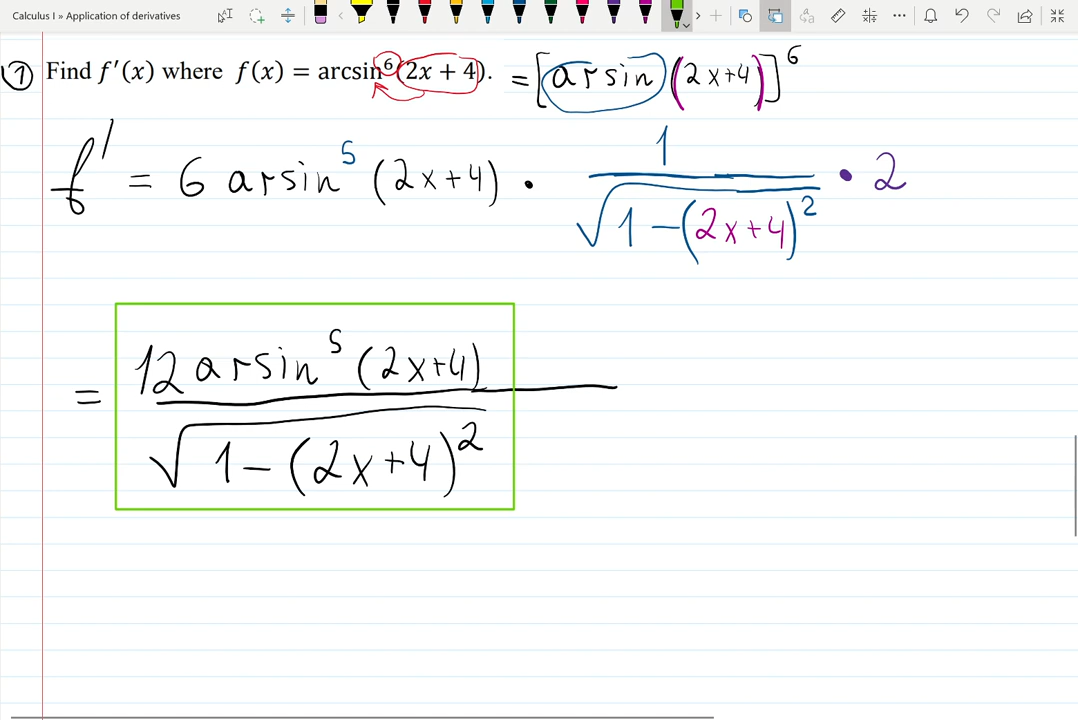 Calculus I » Application of derivatives
⑦ Find f′(x) where f(x) = arcsin⁶(2x + 4). = [arsin(2x+4)]⁶
f′ = 6 arsin⁵ (2x+4) · 1/√(1−(2x+4)²) · 2
= 12 arsin⁵ (2x+4) / √(1−(2x+4)²)